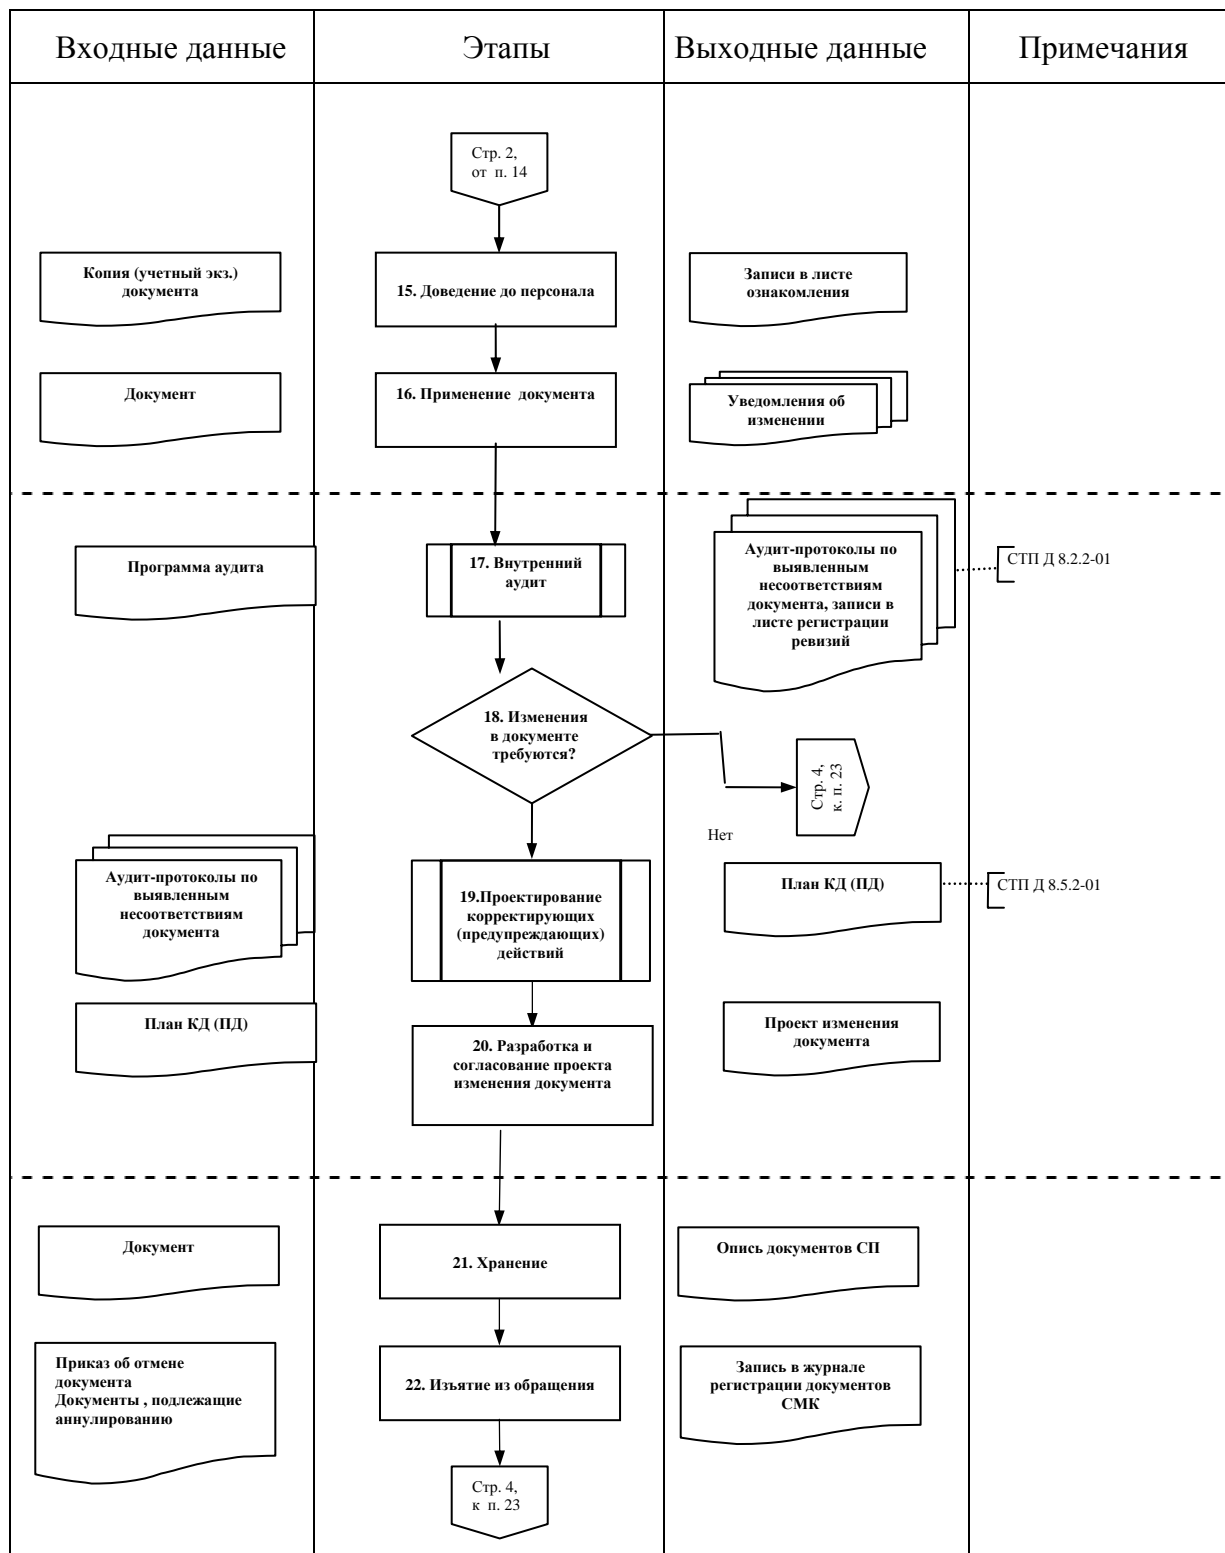 Входные данные
Этапы
Выходные данные
Примечания
Стр. 2,
от п. 14
Копия (учетный экз.)
документа
15. Доведение до персонала
Записи в листе
ознакомления
Документ
16. Применение документа
Уведомления об
изменении
Программа аудита
17. Внутренний
аудит
Аудит-протоколы по
выявленным
несоответствиям
документа, записи в
листе регистрации
ревизий
СТП Д 8.2.2-01
18. Изменения
в документе
требуются?
Стр. 4,
к. п. 23
Нет
Аудит-протоколы по
выявленным
несоответствиям
документа
19.Проектирование
корректирующих
(предупреждающих)
действий
План КД (ПД)
СТП Д 8.5.2-01
План КД (ПД)
20. Разработка и
согласование проекта
изменения документа
Проект изменения
документа
Документ
21. Хранение
Опись документов СП
Приказ об отмене
документа
Документы , подлежащие
аннулированию
22. Изъятие из обращения
Запись в журнале
регистрации документов
СМК
Стр. 4,
к п. 23